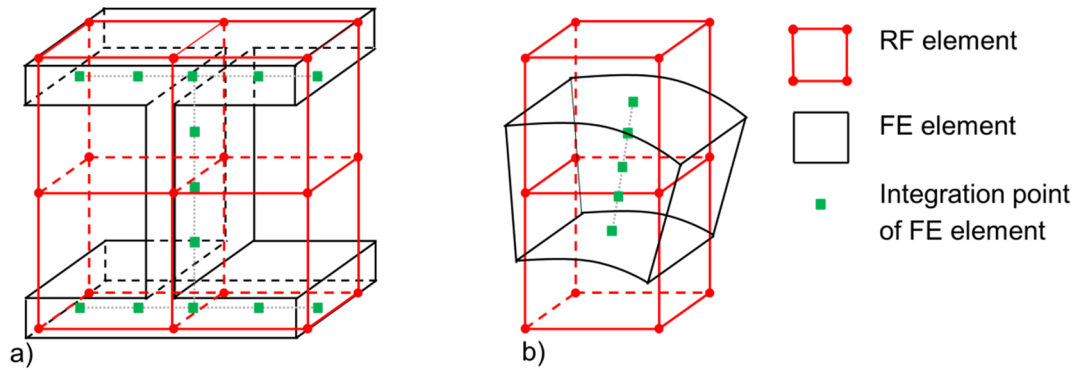 RF element
FE element
Integration point
of FE element
a)
b)